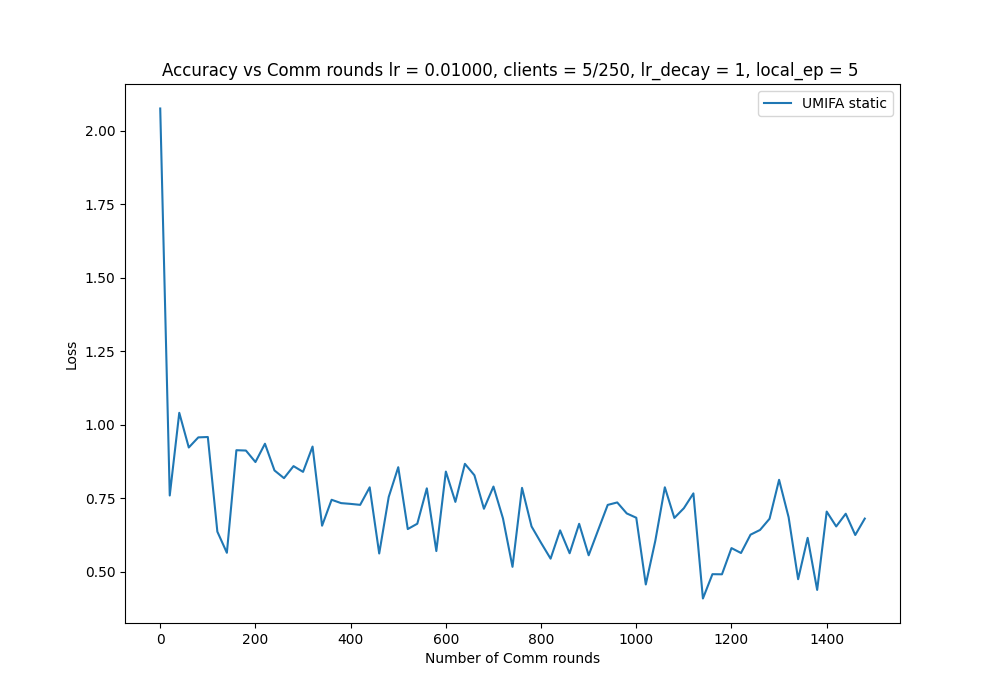 Accuracy vs Comm rounds lr = 0.01000, clients = 5/250, lr_decay = 1, local_ep = 5
UMIFA static
2.00
1.75
1.50
1.25
1.00
0.75
0.50
Loss
0 200 400 600 800 1000 1200 1400
Number of Comm rounds